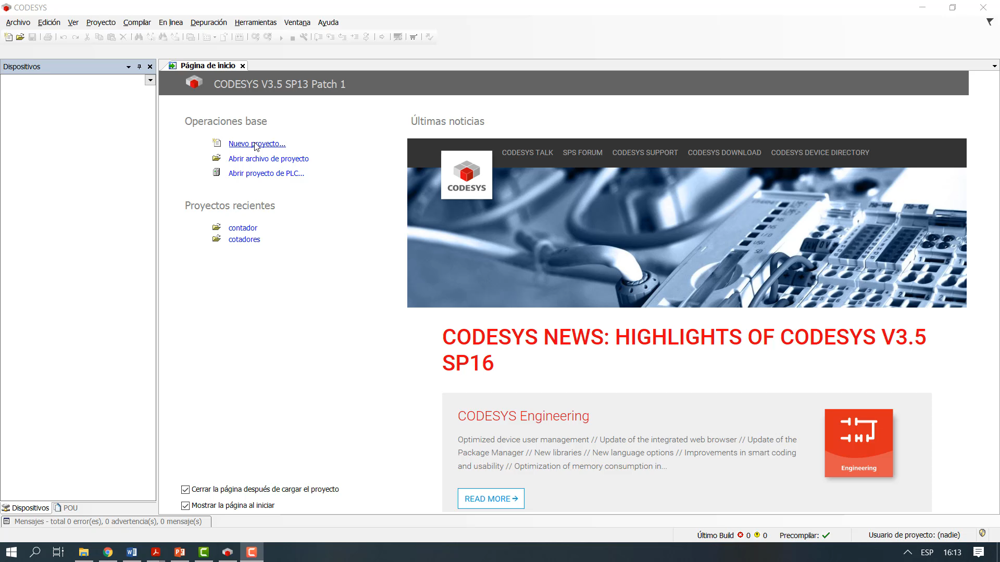 CODESYS
Archivo Edición Ver Proyecto Compilar En línea Depuración Herramientas Ventana Ayuda
Dispositivos
Página de inicio
CODESYS V3.5 SP13 Patch 1
Operaciones base
Nuevo proyecto...
Abrir archivo de proyecto
Abrir proyecto de PLC...
Proyectos recientes
contador
cotadores
Cerrar la página después de cargar el proyecto
Mostrar la página al iniciar
Últimas noticias
CODESYS TALK SPS FORUM CODESYS SUPPORT CODESYS DOWNLOAD CODESYS DEVICE DIRECTORY
CODESYS
CODESYS NEWS: HIGHLIGHTS OF CODESYS V3.5
SP16
CODESYS Engineering
Optimized device user management // Update of the integrated web browser // Update of the
Package Manager // New libraries // New language options // Improvements in smart coding
and usability // Optimization of memory consumption in...
Engineering
READ MORE →
Dispositivos POU
Mensajes - total 0 error(es), 0 advertencia(s), 0 mensaje(s)
Último Build 0 0 Precompilar: Usuario de proyecto: (nadie)
ESP 16:13